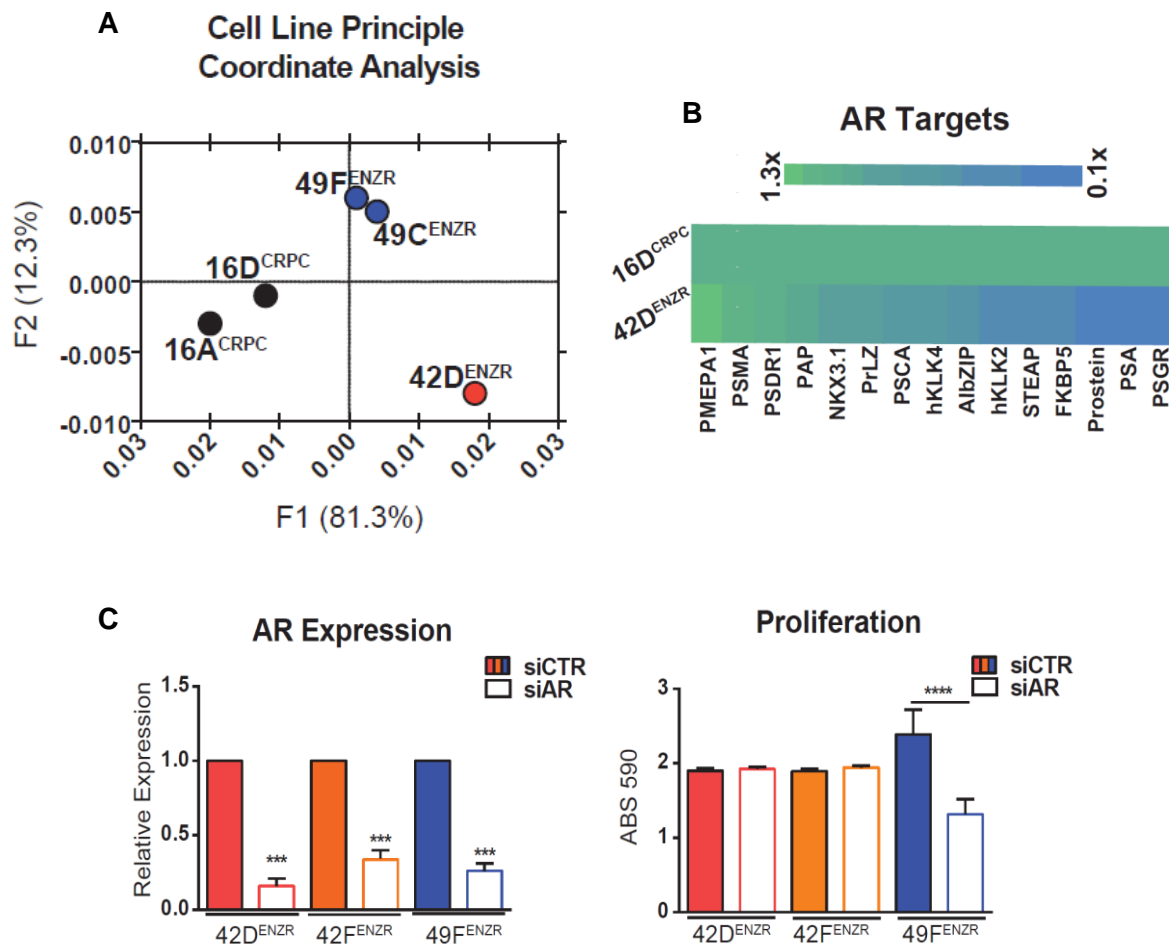 A
Cell Line Principle
Coordinate Analysis
0.010
0.005
0.000
-0.005
-0.010
F2 (12.3%)
49F^ENZR
49C^ENZR
16D^CRPC
16A^CRPC
42D^ENZR
0.03 0.02 0.01 0.00 0.01 0.02 0.03
F1 (81.3%)
B
AR Targets
1.3x 0.1x
16D^CRPC
42D^ENZR
PMEPA1 PSMA PSDR1 PAP NKX3.1 PrLZ PSCA hKLK4 AlbZIP hKLK2 STEAP FKBP5 Prostein PSA PSGR
C
AR Expression
siCTR
siAR
Relative Expression
1.5
1.0
0.5
0.0
*** *** ***
42D^ENZR 42F^ENZR 49F^ENZR
Proliferation
siCTR
siAR
ABS 590
3
2
1
0
****
42D^ENZR 42F^ENZR 49F^ENZR